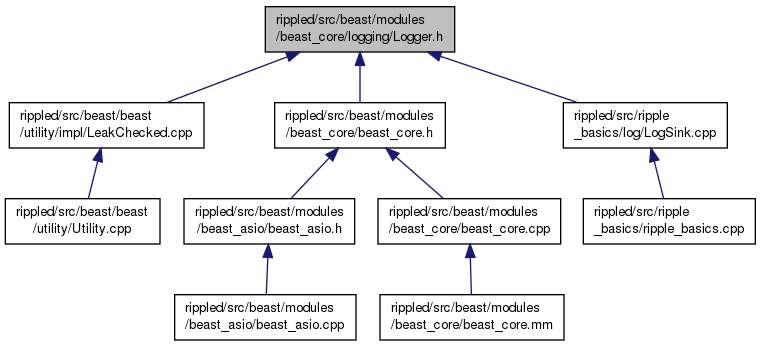 rippled/src/beast/modules
/beast_core/logging/Logger.h
rippled/src/beast/beast
/utility/impl/LeakChecked.cpp
rippled/src/beast/modules
/beast_core/beast_core.h
rippled/src/ripple
_basics/log/LogSink.cpp
rippled/src/beast/beast
/utility/Utility.cpp
rippled/src/beast/modules
/beast_asio/beast_asio.h
rippled/src/beast/modules
/beast_core/beast_core.cpp
rippled/src/ripple
_basics/ripple_basics.cpp
rippled/src/beast/modules
/beast_asio/beast_asio.cpp
rippled/src/beast/modules
/beast_core/beast_core.mm